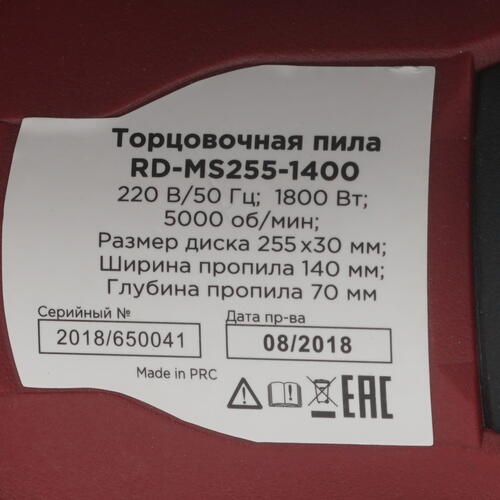 Торцовочная пила
RD-MS255-1400
220 В/50 Гц; 1800 Вт;
5000 об/мин;
Размер диска 255x30 мм;
Ширина пропила 140 мм;
Глубина пропила 70 мм
Серийный № Дата пр-ва
2018/650041 08/2018
Made in PRC
EAC